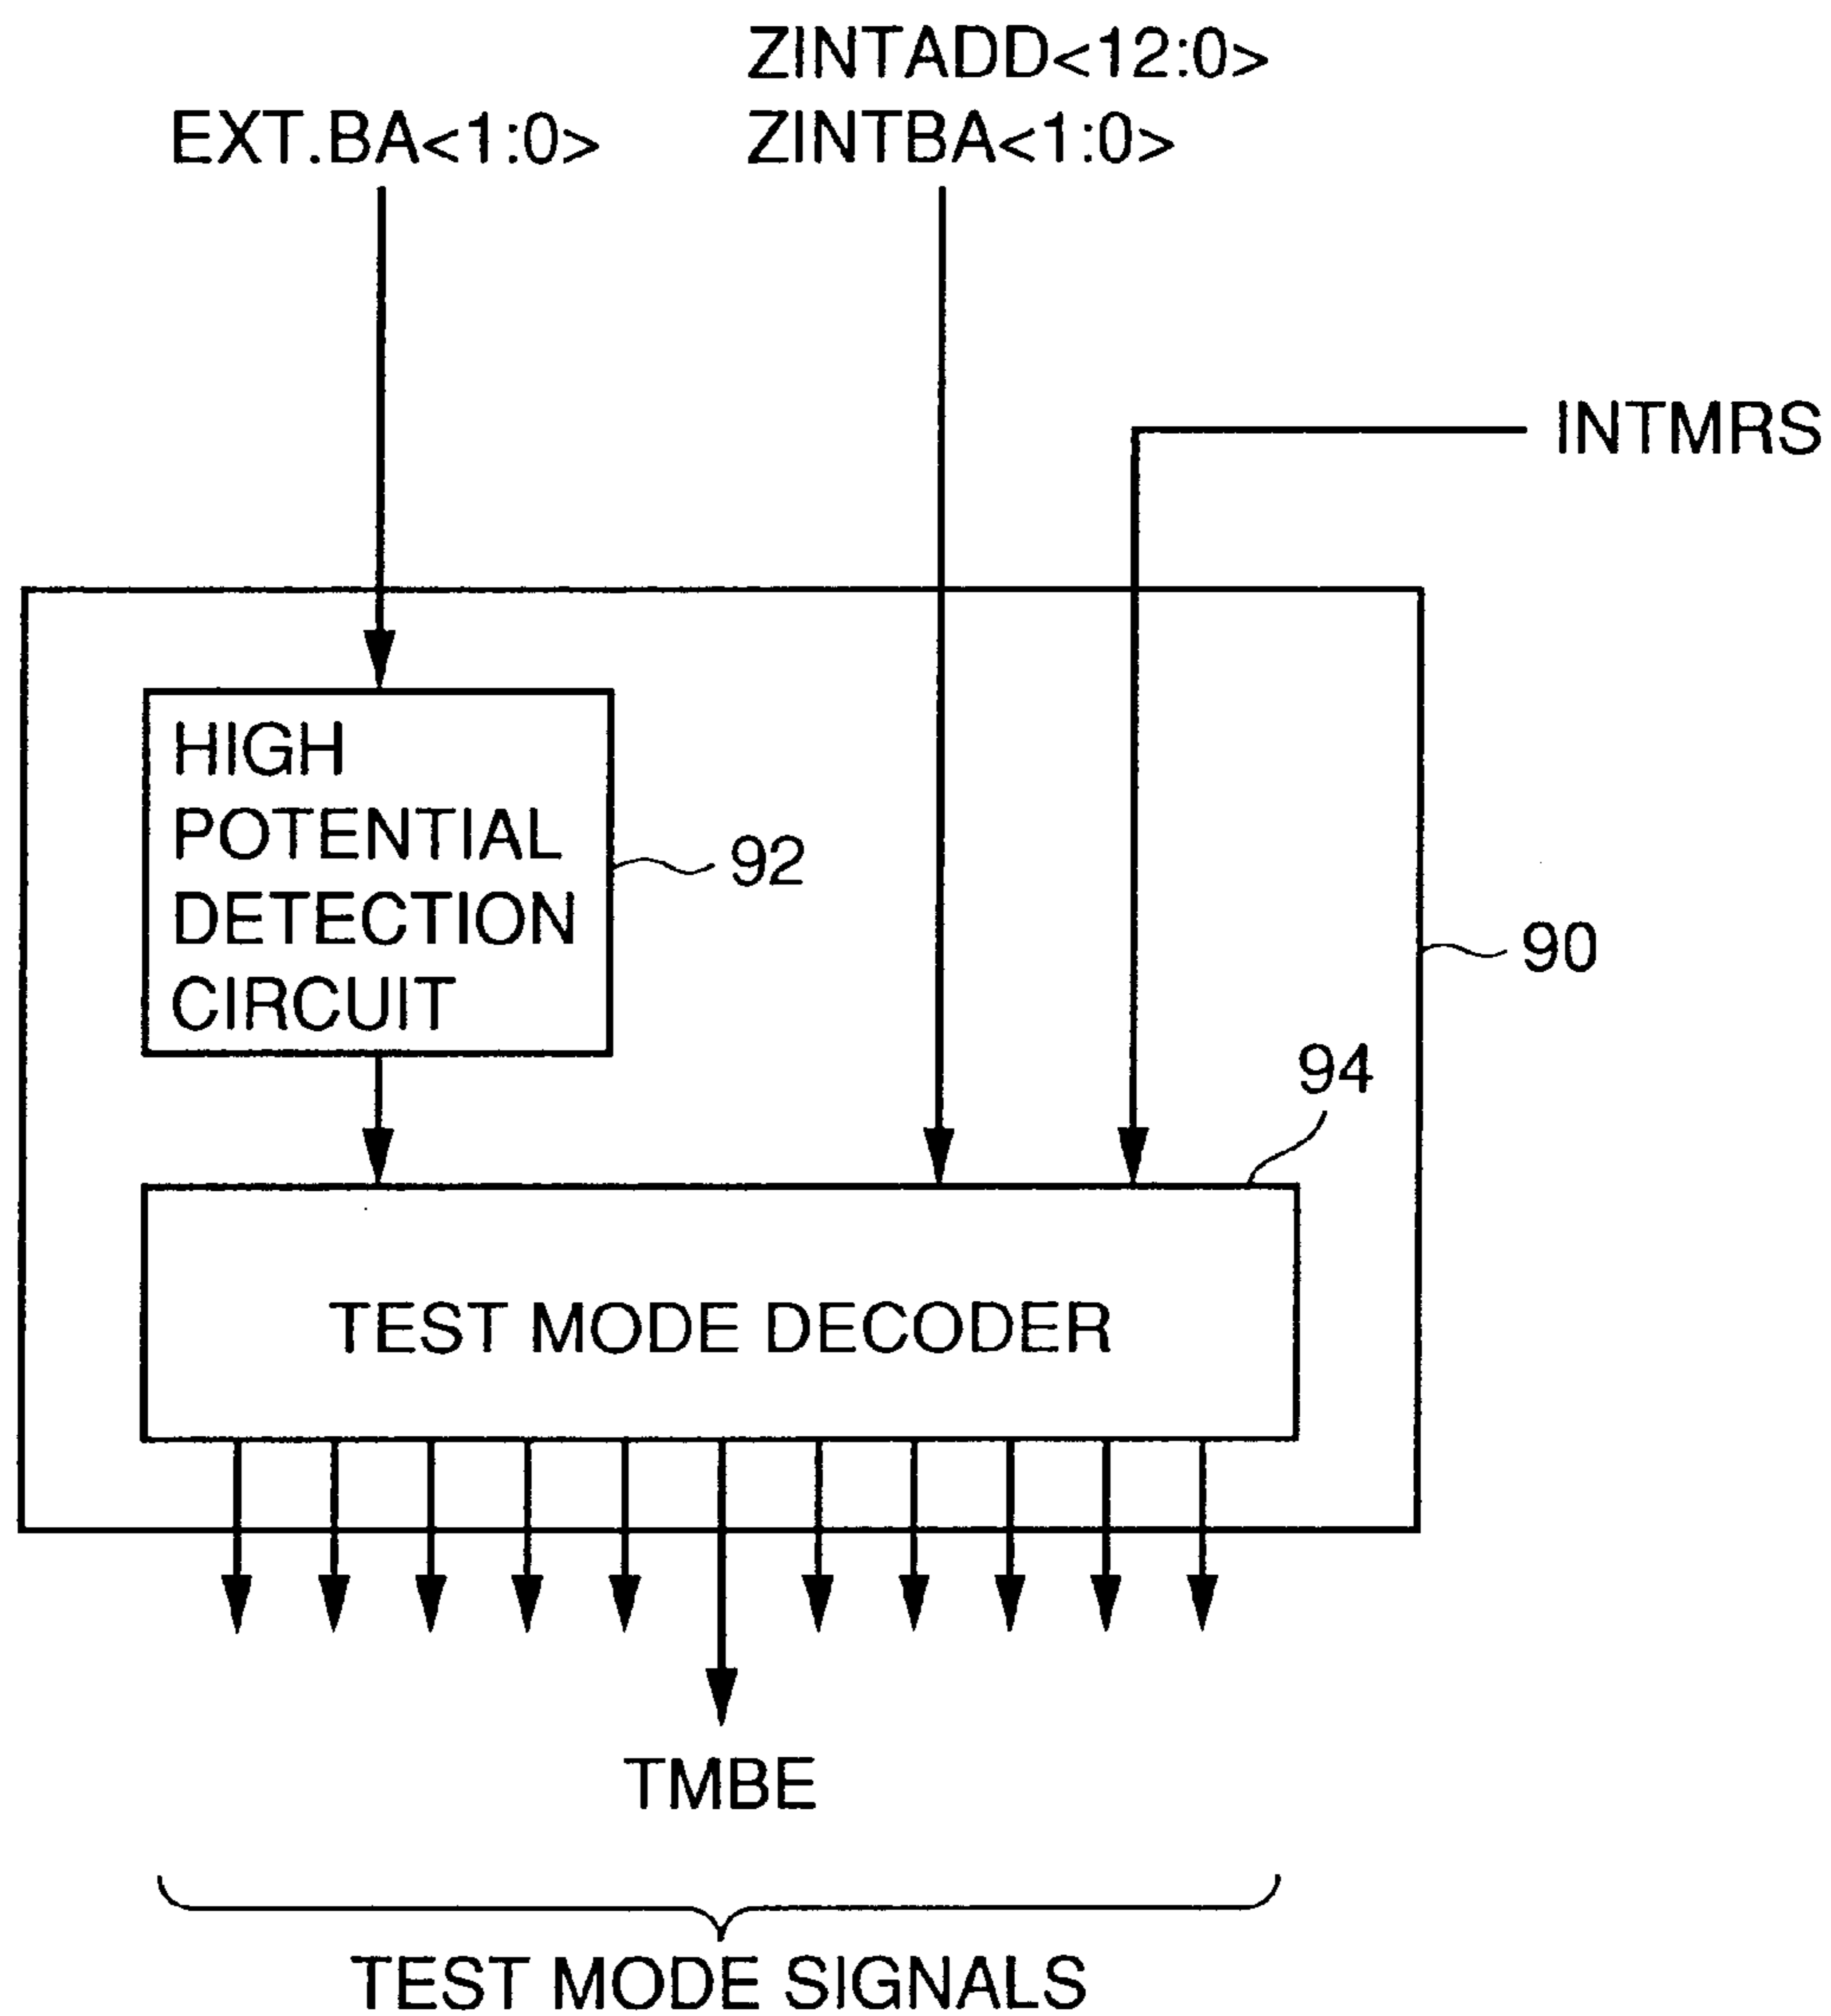 ZINTADD<12:0>
EXT.BA<1:0>
ZINTBA<1:0>
INTMRS
HIGH
POTENTIAL
DETECTION
CIRCUIT
92
90
94
TEST MODE DECODER
TMBE
TEST MODE SIGNALS